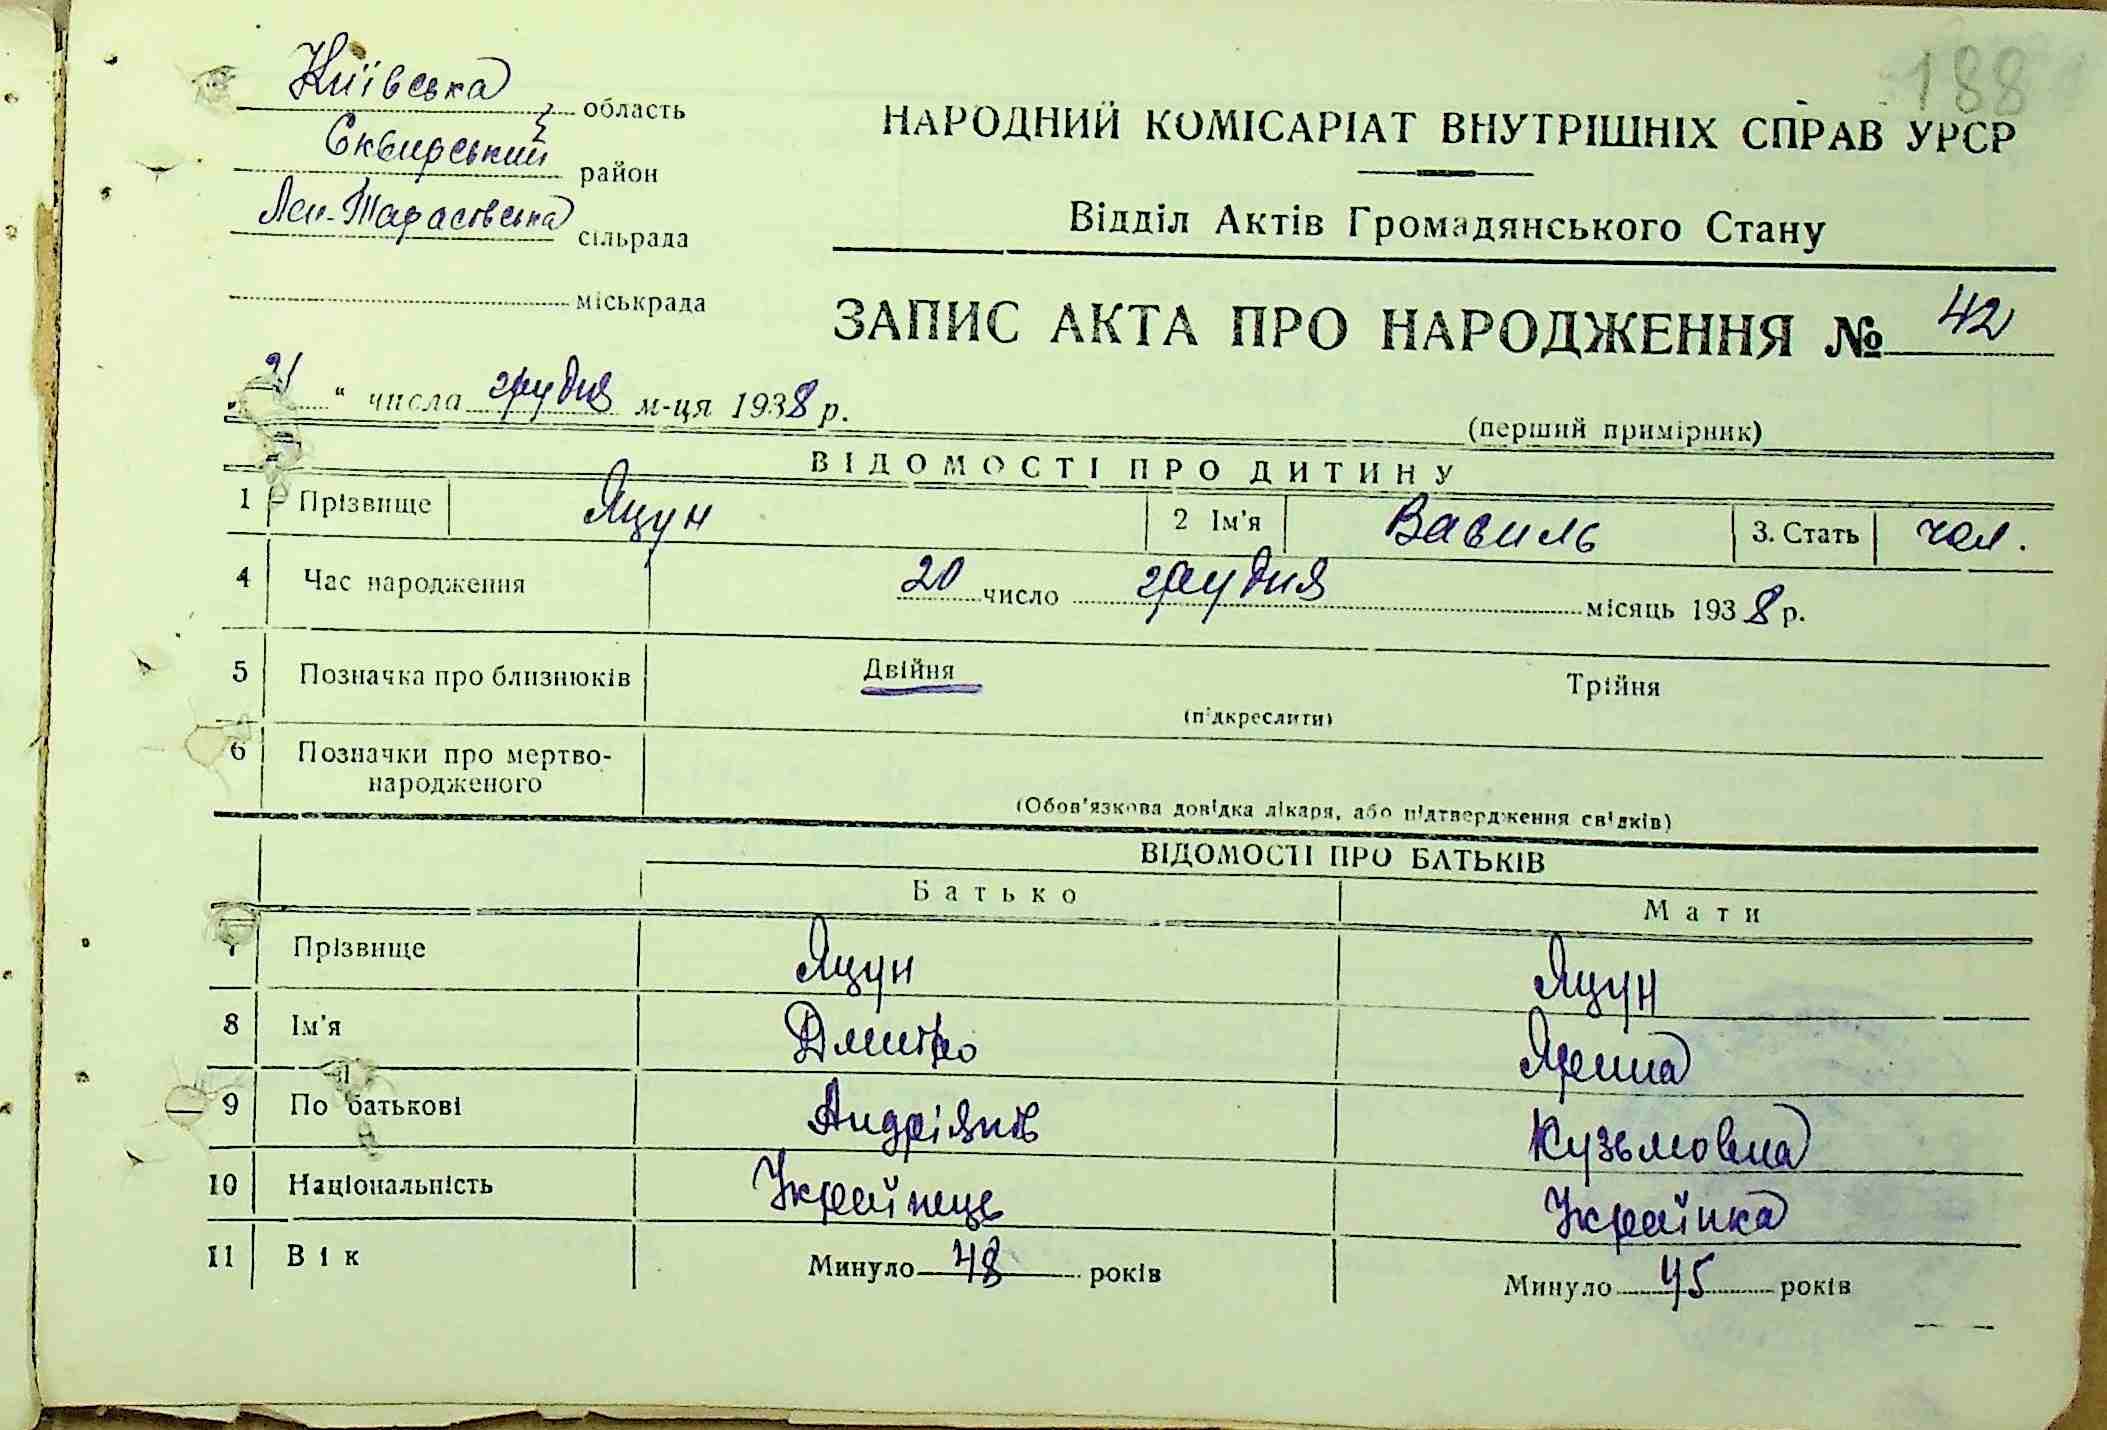 188
Київська область
Сквирський район
Лен-Тарасівська сільрада
міськрада
НАРОДНИЙ КОМІСАРІАТ ВНУТРІШНІХ СПРАВ УРСР
Відділ Актів Громадянського Стану
ЗАПИС АКТА ПРО НАРОДЖЕННЯ № 42
21 " числа грудня м-ця 1938 р.
(перший примірник)
ВІДОМОСТІ ПРО ДИТИНУ
1 Прізвище Яцун 2 Ім'я Василь 3. Стать чол.
4 Час народження 20 число грудня місяць 1938 р.
5 Позначка про близнюків Двійня Трійня
(підкреслити)
6 Позначки про мертво-
народженого
(Обов'язкова довідка лікаря, або підтвердження свідків)
ВІДОМОСТІ ПРО БАТЬКІВ
Батько Мати
7 Прізвище Яцун Яцун
8 Ім'я Дмитро Ярина
9 По батькові Андріянів Кузьмовна
10 Національність Українець Українка
11 Вік Минуло 48 років Минуло 45 років